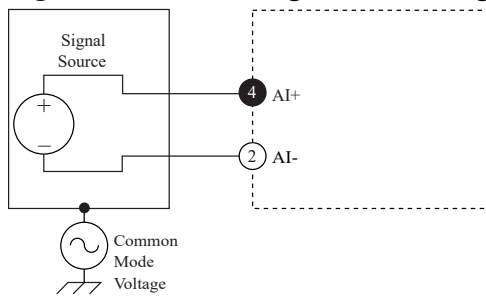 Signal
Source
+
−
4 AI+
2 AI-
Common
Mode
Voltage